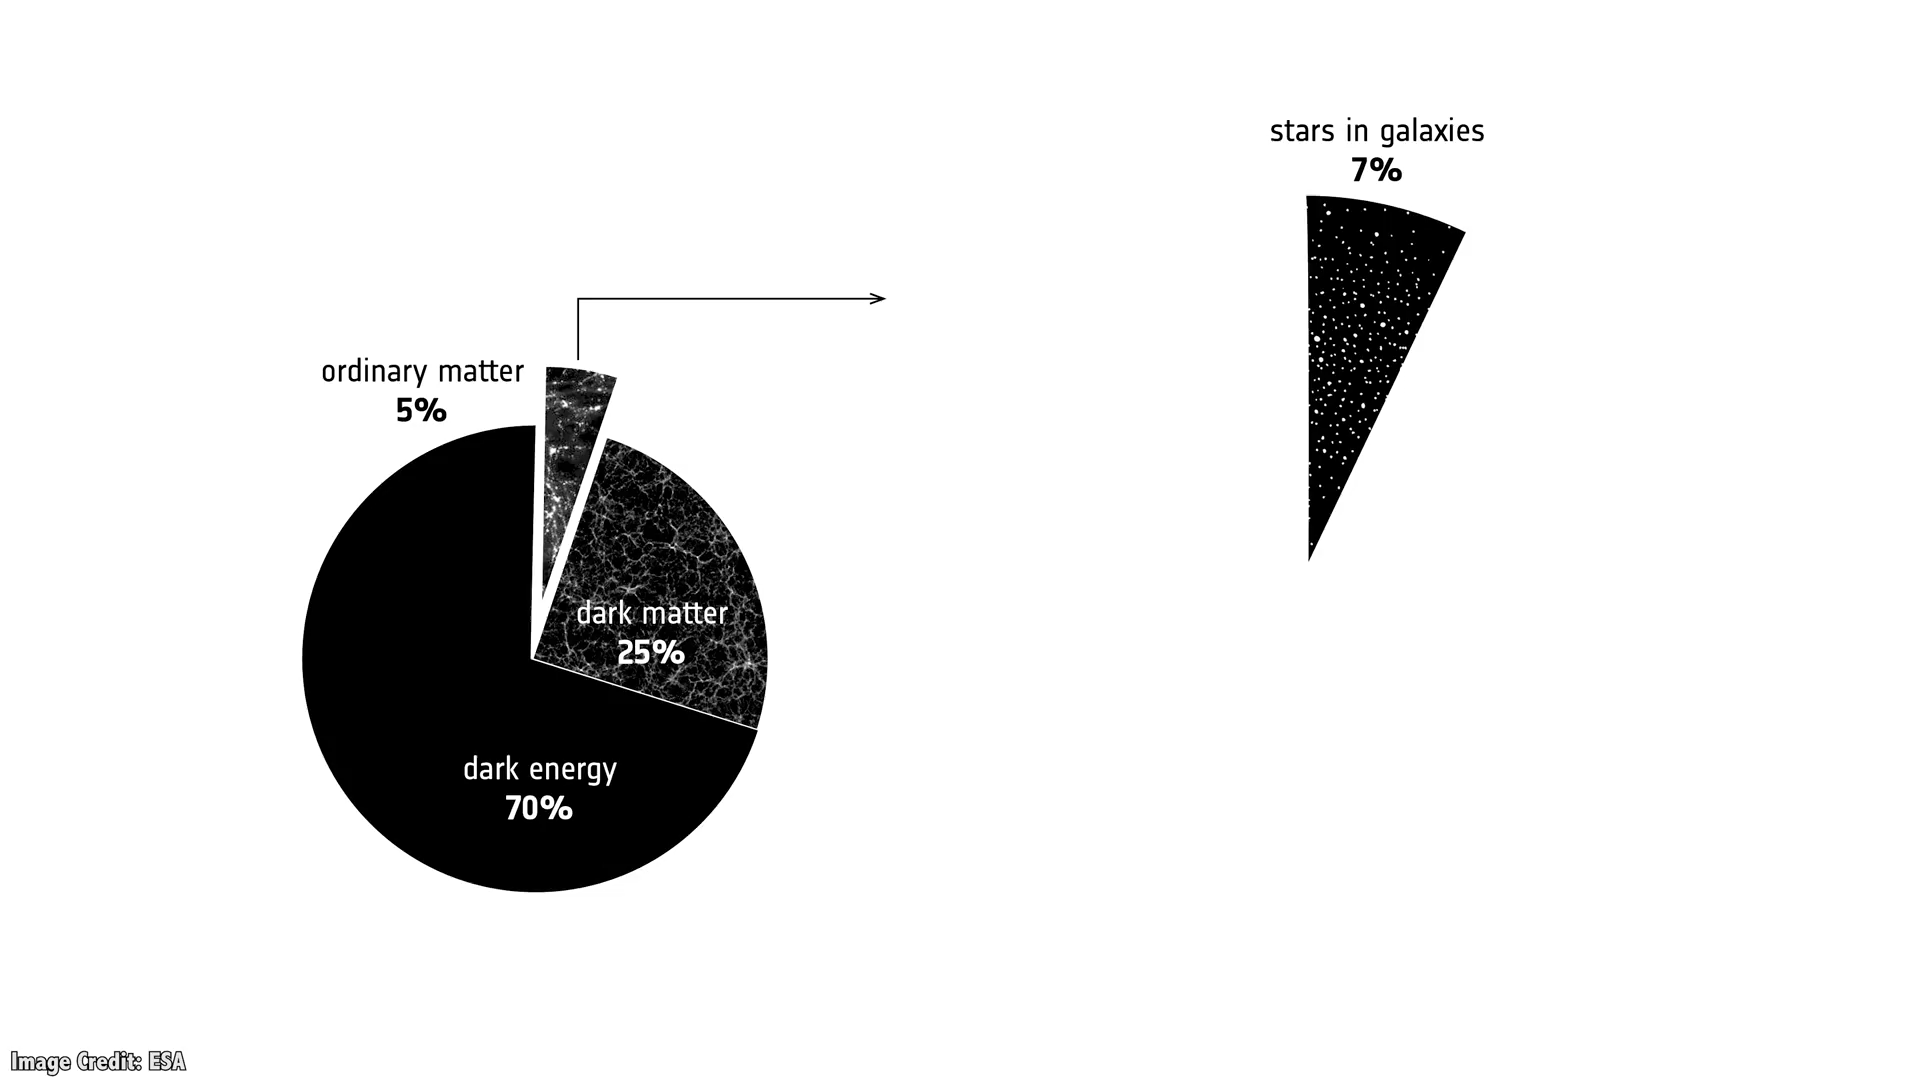 stars in galaxies
7%
ordinary matter
5%
dark matter
25%
dark energy
70%
Image Credit: ESA